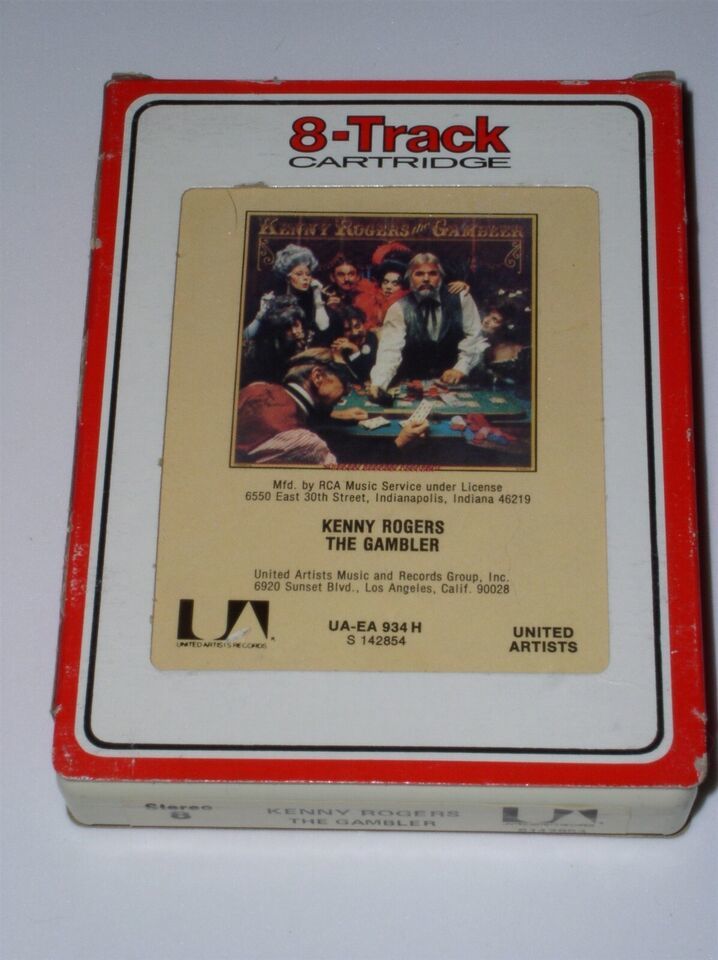 8-Track
CARTRIDGE
KENNY ROGERS the GAMBLER
Mfd. by RCA Music Service under License
6550 East 30th Street, Indianapolis, Indiana 46219
KENNY ROGERS
THE GAMBLER
United Artists Music and Records Group, Inc.
6920 Sunset Blvd., Los Angeles, Calif. 90028
UA
UNITED ARTISTS RECORDS
UA-EA 934 H
S 142854
UNITED
ARTISTS
Stereo
8
KENNY ROGERS
THE GAMBLER
UA
S 142854